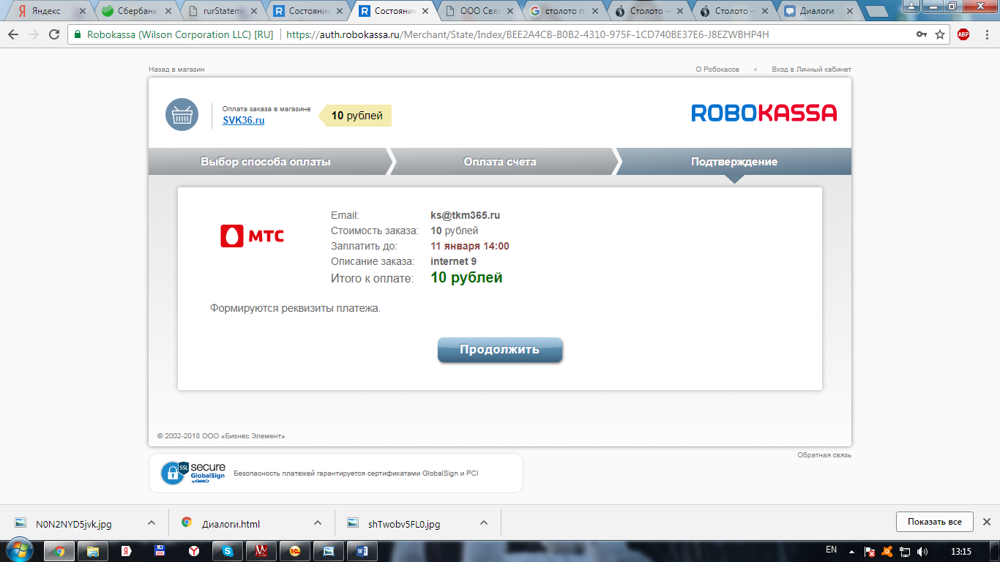 Яндекс
Сбербанк
rurStateme
Состояние
Состояние
ООО Связ
столото п
Столото –
Столото –
Диалоги
Robokassa (Wilson Corporation LLC) [RU]
https://auth.robokassa.ru/Merchant/State/Index/BEE2A4CB-B0B2-4310-975F-1CD740BE37E6-J8EZWBHP4H
ABP
Назад в магазин
О Робокассе
Вход в Личный кабинет
Оплата заказа в магазине
SVK36.ru
10 рублей
ROBOKASSA
Выбор способа оплаты
Оплата счета
Подтверждение
МТС
Email: ks@tkm365.ru
Стоимость заказа: 10 рублей
Заплатить до: 11 января 14:00
Описание заказа: internet 9
Итого к оплате: 10 рублей
Формируются реквизиты платежа.
Продолжить
© 2002-2018 ООО «Бизнес Элемент»
Обратная связь
SSL
secure
GlobalSign
by GMO
Безопасность платежей гарантируется сертификатами GlobalSign и PCI
N0N2NYD5jvk.jpg
Диалоги.html
shTwobv5FL0.jpg
Показать все
EN
13:15